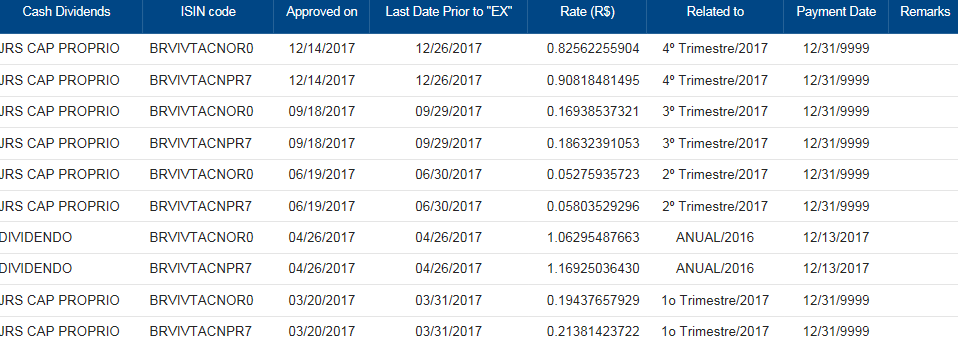 Cash Dividends ISIN code Approved on Last Date Prior to "EX" Rate (R$) Related to Payment Date Remarks
JRS CAP PROPRIO BRVIVTACNOR0 12/14/2017 12/26/2017 0.82562255904 4º Trimestre/2017 12/31/9999
JRS CAP PROPRIO BRVIVTACNPR7 12/14/2017 12/26/2017 0.90818481495 4º Trimestre/2017 12/31/9999
JRS CAP PROPRIO BRVIVTACNOR0 09/18/2017 09/29/2017 0.16938537321 3º Trimestre/2017 12/31/9999
JRS CAP PROPRIO BRVIVTACNPR7 09/18/2017 09/29/2017 0.18632391053 3º Trimestre/2017 12/31/9999
JRS CAP PROPRIO BRVIVTACNOR0 06/19/2017 06/30/2017 0.05275935723 2º Trimestre/2017 12/31/9999
JRS CAP PROPRIO BRVIVTACNPR7 06/19/2017 06/30/2017 0.05803529296 2º Trimestre/2017 12/31/9999
DIVIDENDO BRVIVTACNOR0 04/26/2017 04/26/2017 1.06295487663 ANUAL/2016 12/13/2017
DIVIDENDO BRVIVTACNPR7 04/26/2017 04/26/2017 1.16925036430 ANUAL/2016 12/13/2017
JRS CAP PROPRIO BRVIVTACNOR0 03/20/2017 03/31/2017 0.19437657929 1o Trimestre/2017 12/31/9999
JRS CAP PROPRIO BRVIVTACNPR7 03/20/2017 03/31/2017 0.21381423722 1o Trimestre/2017 12/31/9999